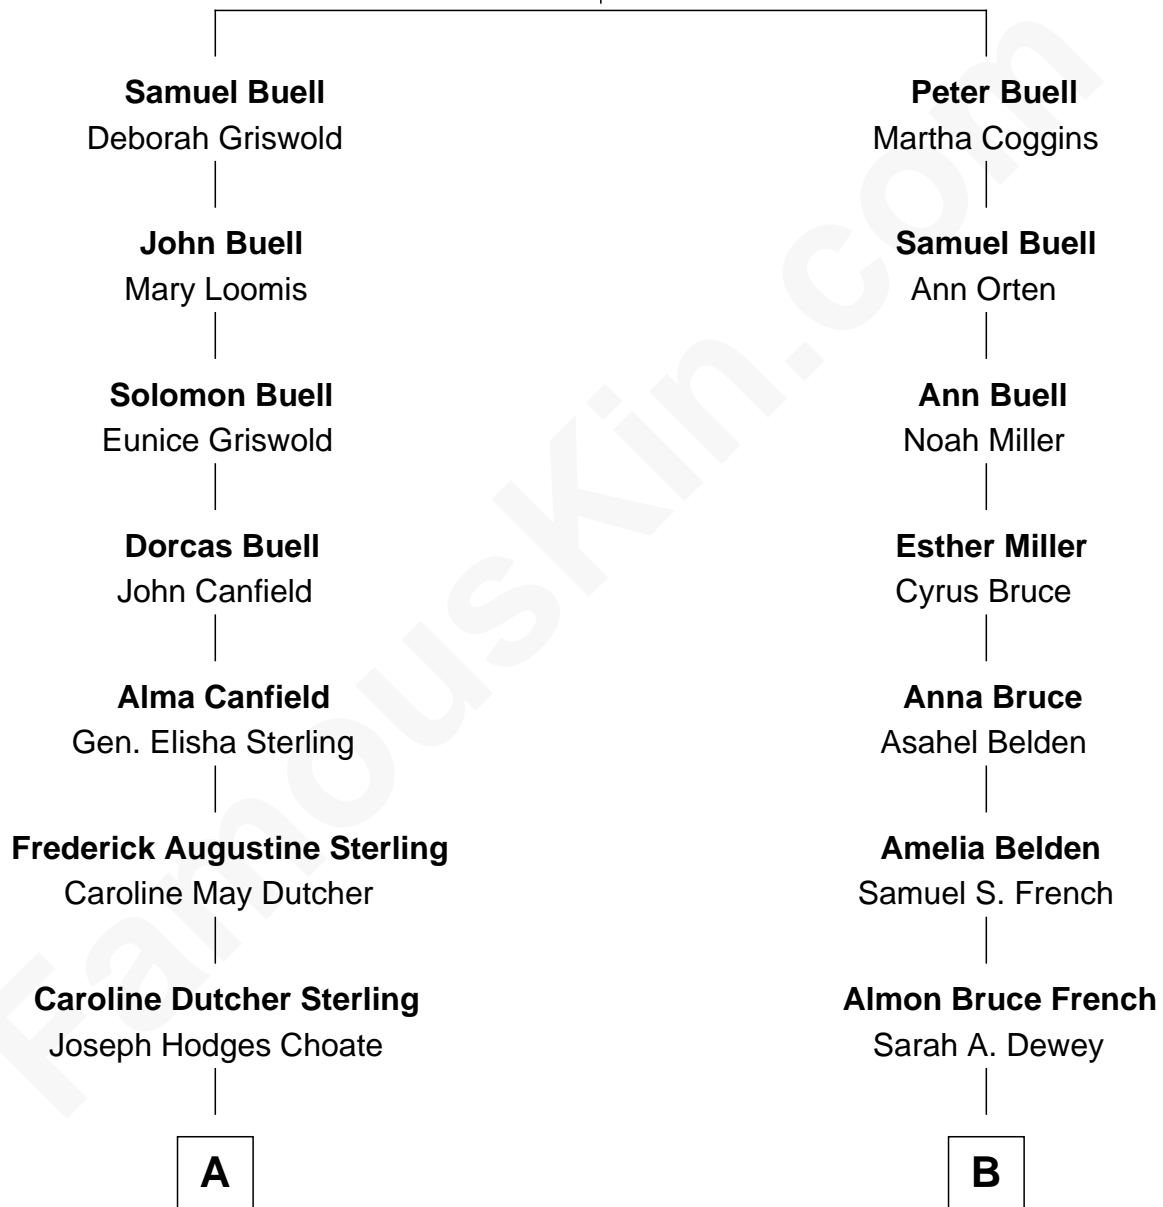 Samuel Buell
Deborah Griswold
John Buell
Mary Loomis
Solomon Buell
Eunice Griswold
Dorcas Buell
John Canfield
Alma Canfield
Gen. Elisha Sterling
Frederick Augustine Sterling
Caroline May Dutcher
Caroline Dutcher Sterling
Joseph Hodges Choate
A
Peter Buell
Martha Coggins
Samuel Buell
Ann Orten
Ann Buell
Noah Miller
Esther Miller
Cyrus Bruce
Anna Bruce
Asahel Belden
Amelia Belden
Samuel S. French
Almon Bruce French
Sarah A. Dewey
B
FamousKin.com